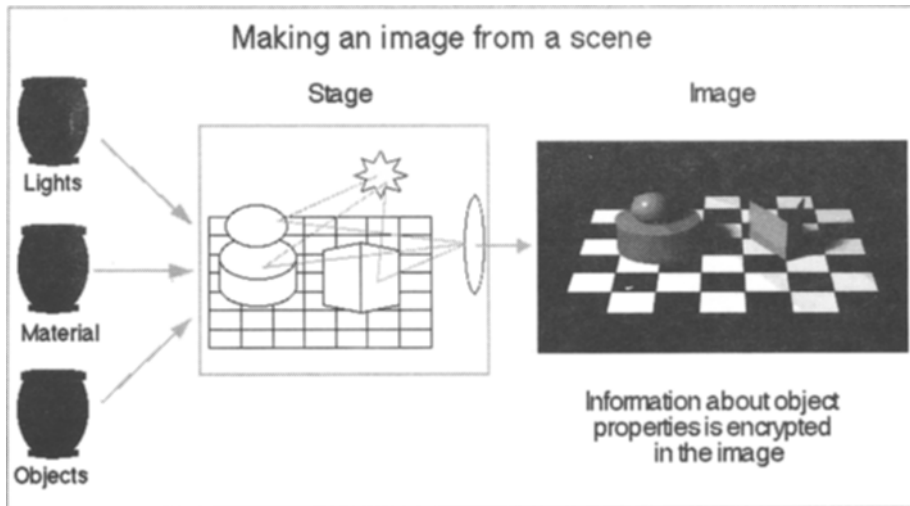 Making an image from a scene
Stage
Image
Lights
Material
Objects
Information about object
properties is encrypted
in the image